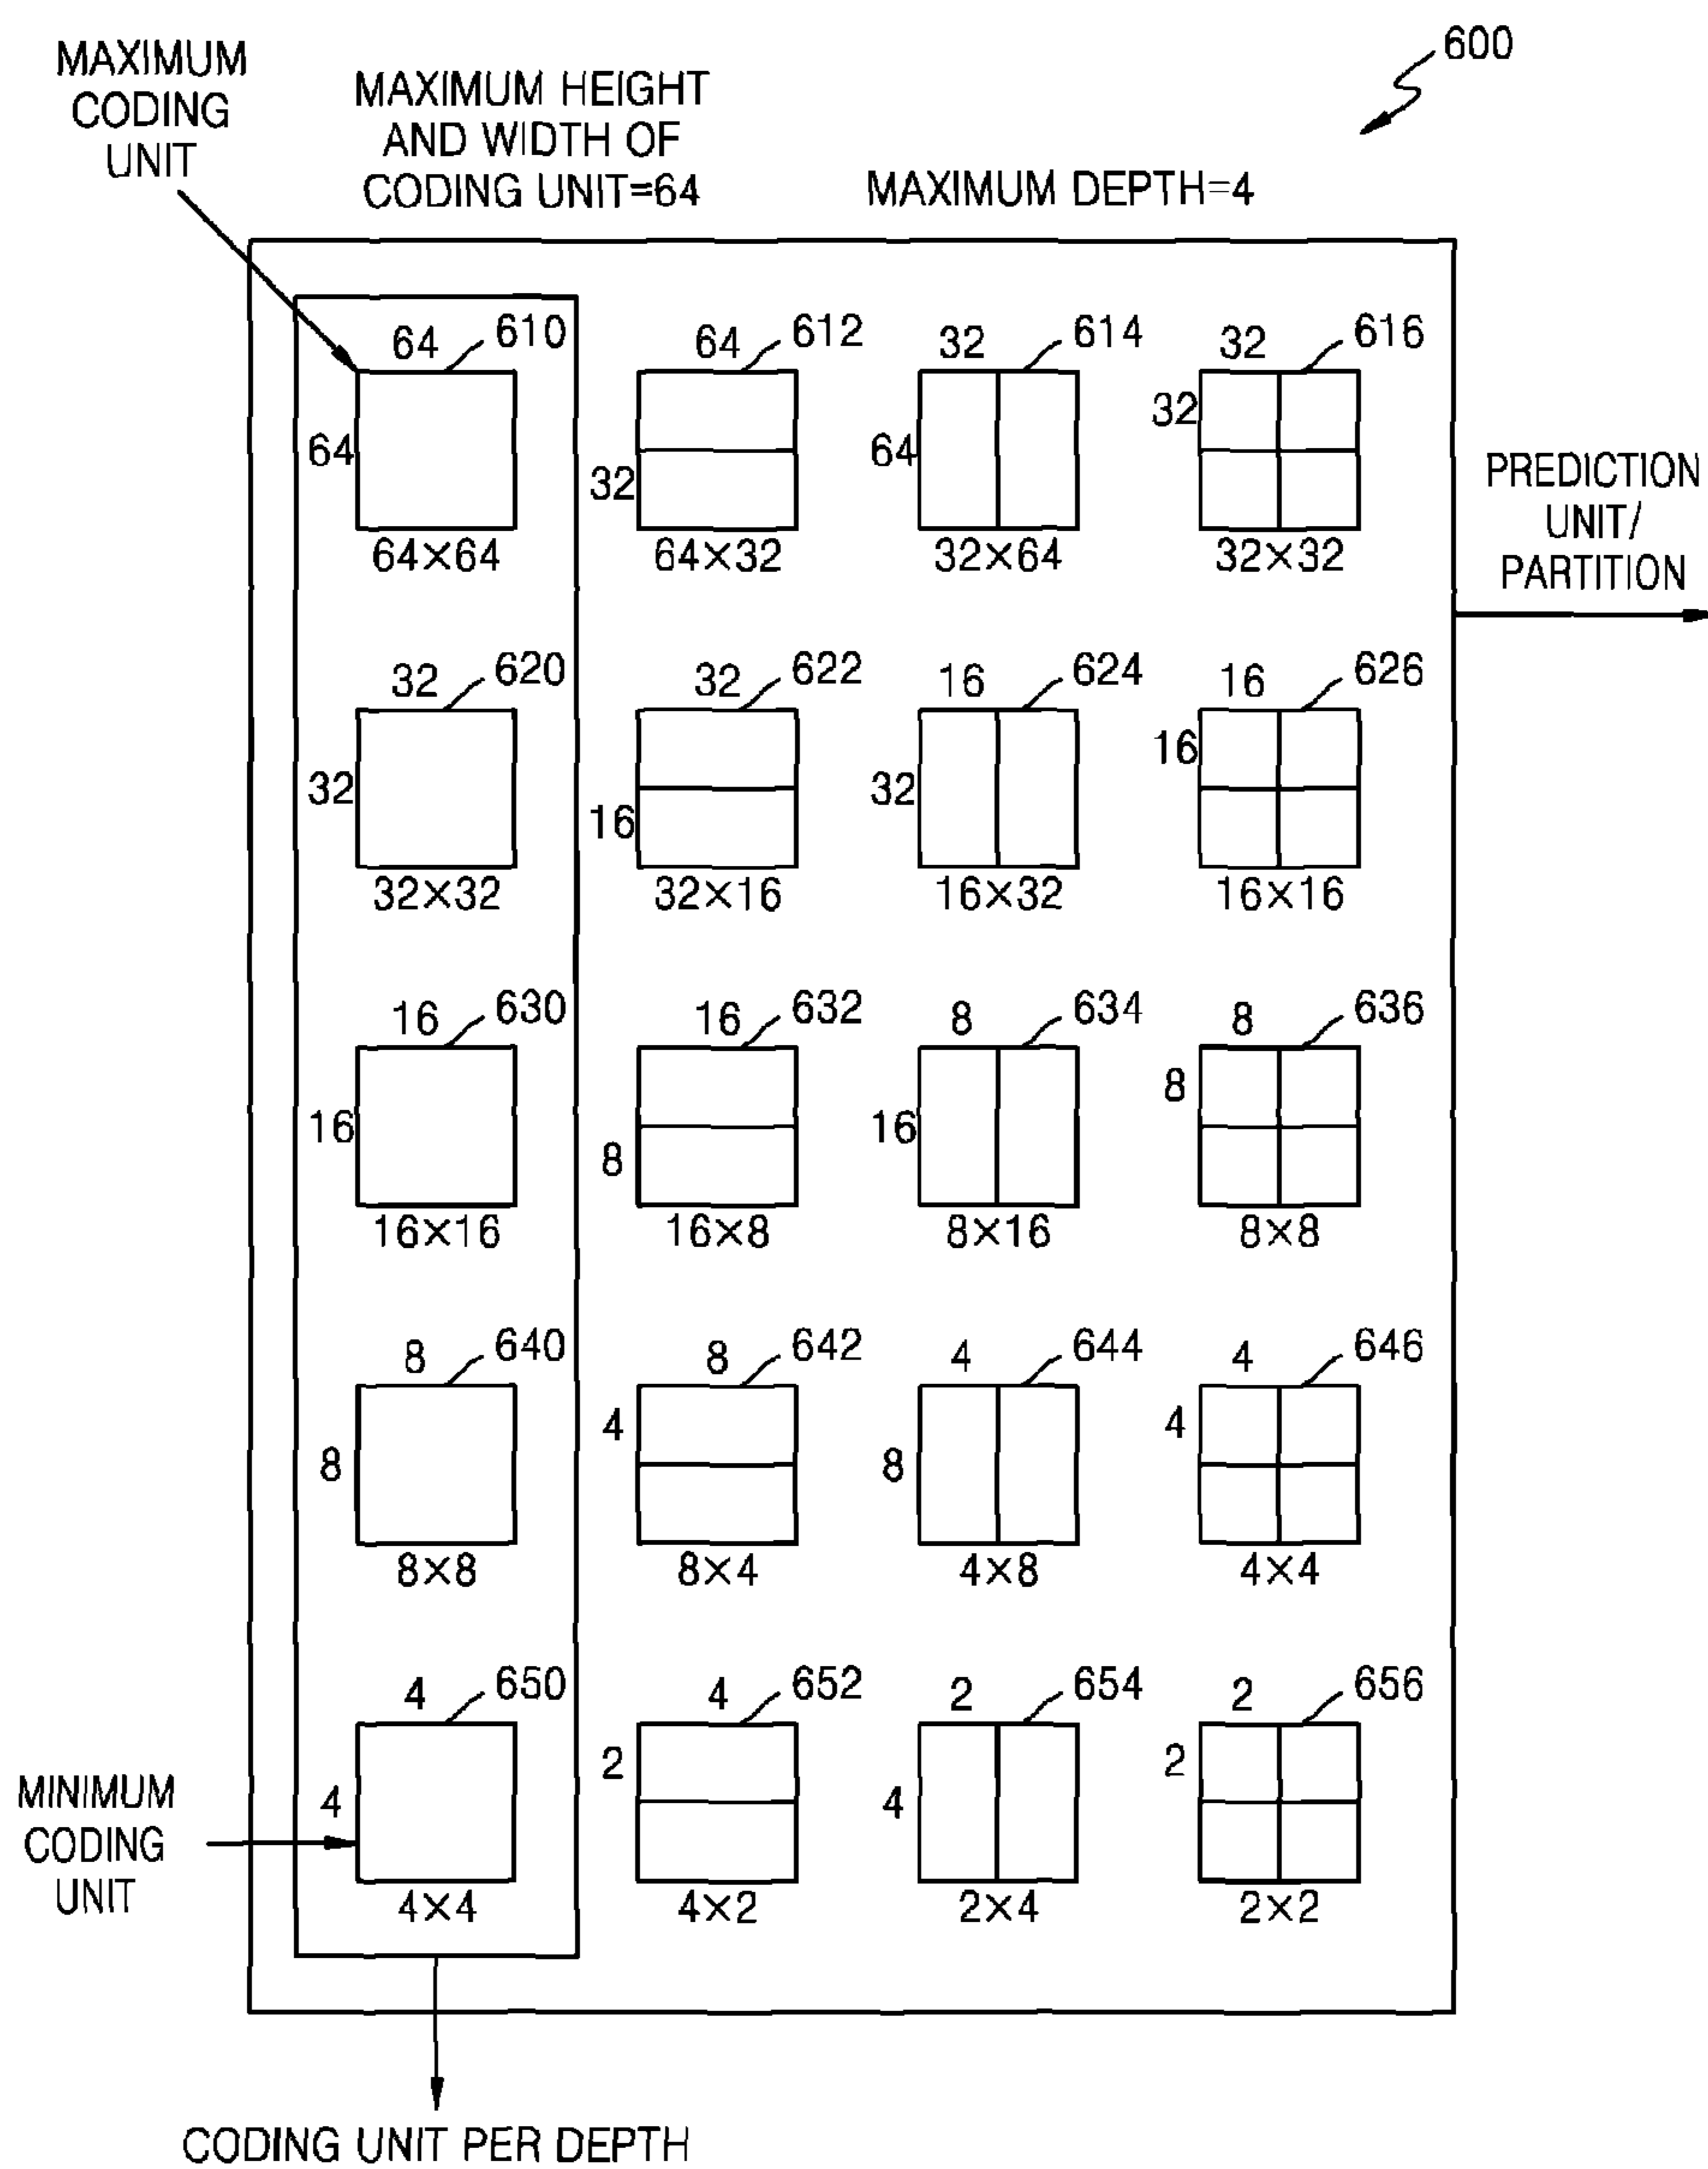 600
MAXIMUM
CODING
UNIT
MAXIMUM HEIGHT
AND WIDTH OF
CODING UNIT=64
MAXIMUM DEPTH=4
64 610 64 612 32 614 32 616
64 32 64 32
64×64 64×32 32×64 32×32
PREDICTION
UNIT/
PARTITION
32 620 32 622 16 624 16 626
32 16 32 16
32×32 32×16 16×32 16×16
16 630 16 632 8 634 8 636
16 8 16 8
16×16 16×8 8×16 8×8
8 640 8 642 4 644 4 646
8 4 8 4
8×8 8×4 4×8 4×4
4 650 4 652 2 654 2 656
4 2 4 2
4×4 4×2 2×4 2×2
MINIMUM
CODING
UNIT
CODING UNIT PER DEPTH